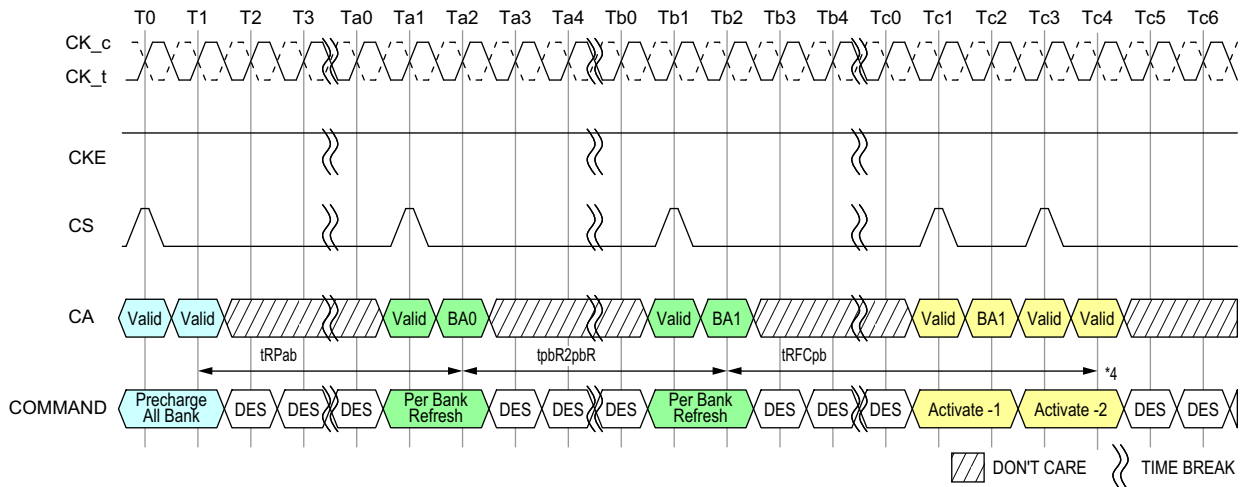 T0 T1 T2 T3 Ta0 Ta1 Ta2 Ta3 Ta4 Tb0 Tb1 Tb2 Tb3 Tb4 Tc0 Tc1 Tc2 Tc3 Tc4 Tc5 Tc6
CK_c
CK_t
CKE
CS
CA Valid Valid Valid BA0 Valid BA1 Valid BA1 Valid Valid
tRPab tpbR2pbR tRFCpb *4
COMMAND Precharge All Bank DES DES DES Per Bank Refresh DES DES DES Per Bank Refresh DES DES DES Activate -1 Activate -2 DES DES
DON'T CARE TIME BREAK